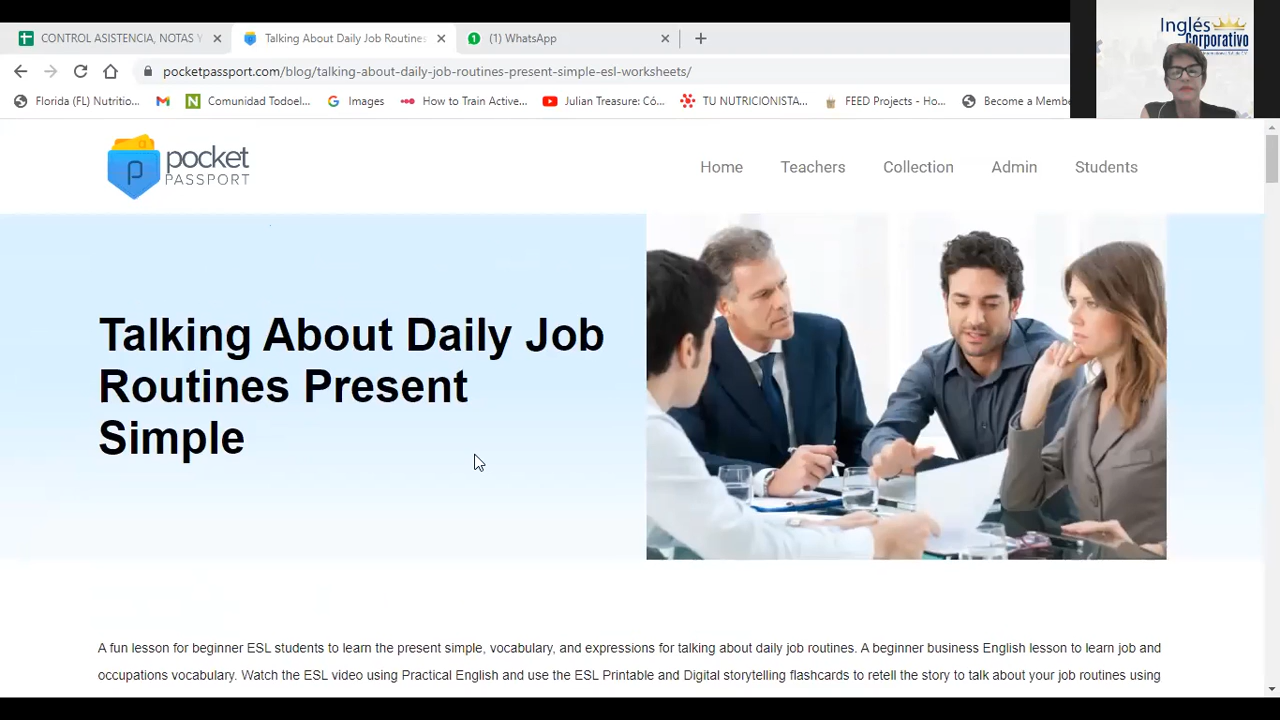 CONTROL ASISTENCIA, NOTAS Y
Talking About Daily Job Routines
(1) WhatsApp
pocketpassport.com/blog/talking-about-daily-job-routines-present-simple-esl-worksheets/
Florida (FL) Nutritio...
Comunidad Todoel...
Images
How to Train Active...
Julian Treasure: Có...
TU NUTRICIONISTA...
FEED Projects - Ho...
Become a Membe
Inglés
Corporativo
pocket
PASSPORT
Home
Teachers
Collection
Admin
Students
Talking About Daily Job
Routines Present
Simple
A fun lesson for beginner ESL students to learn the present simple, vocabulary, and expressions for talking about daily job routines. A beginner business English lesson to learn job and
occupations vocabulary. Watch the ESL video using Practical English and use the ESL Printable and Digital storytelling flashcards to retell the story to talk about your job routines using